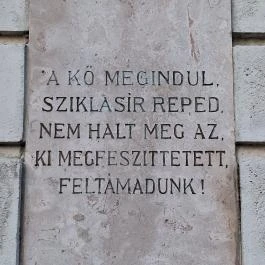 'A KŐ MEGINDUL,
SZIKLASÍR REPED,
NEM HALT MEG AZ,
KI MEGFESZITTETETT,
FELTÁMADUNK!